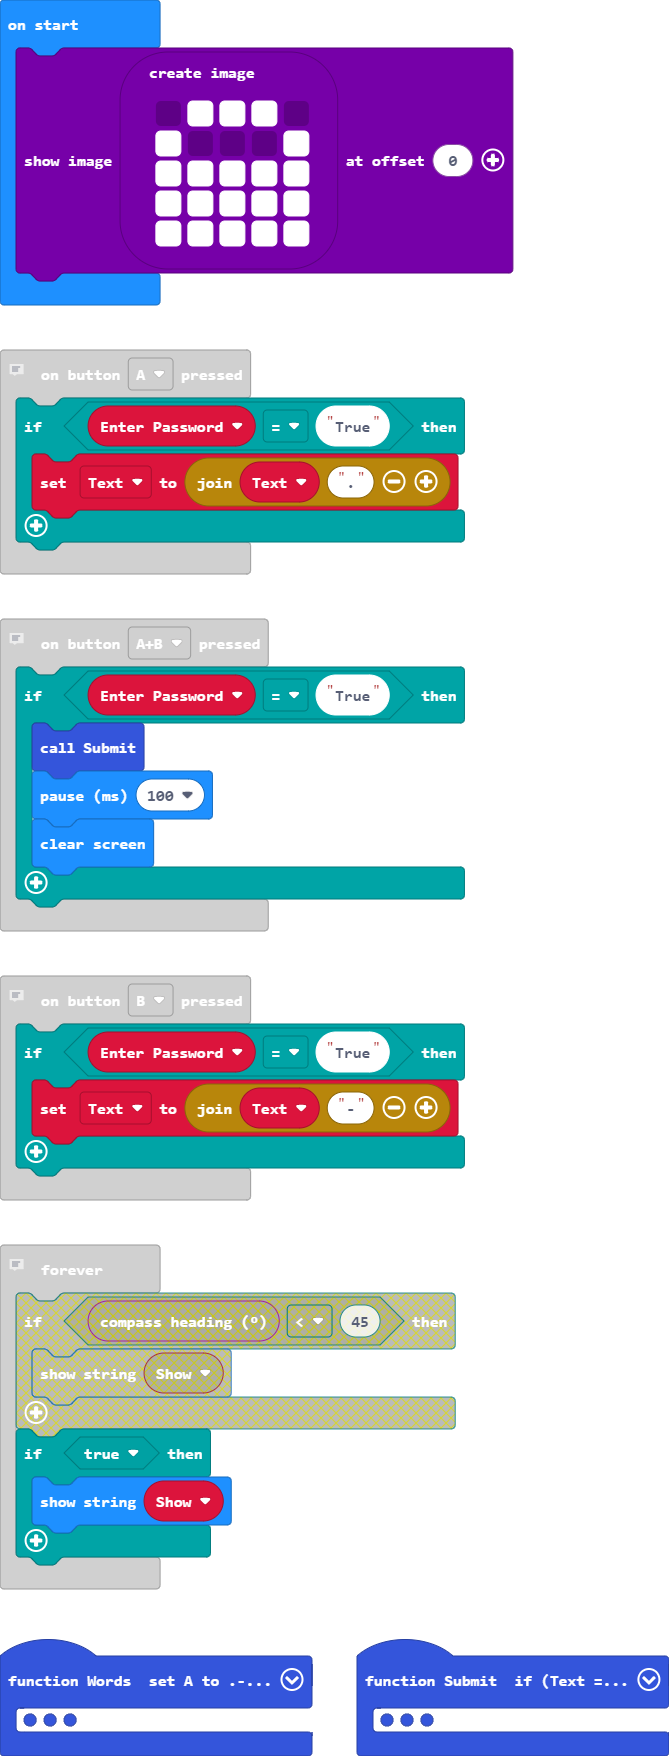 on start
create image
show image at offset 0
on button A pressed
if Enter Password = "True" then
set Text to join Text "."
on button A+B pressed
if Enter Password = "True" then
call Submit
pause (ms) 100
clear screen
on button B pressed
if Enter Password = "True" then
set Text to join Text "-"
forever
if compass heading (º) < 45 then
show string Show
if true then
show string Show
function Words set A to .-...
function Submit if (Text =...